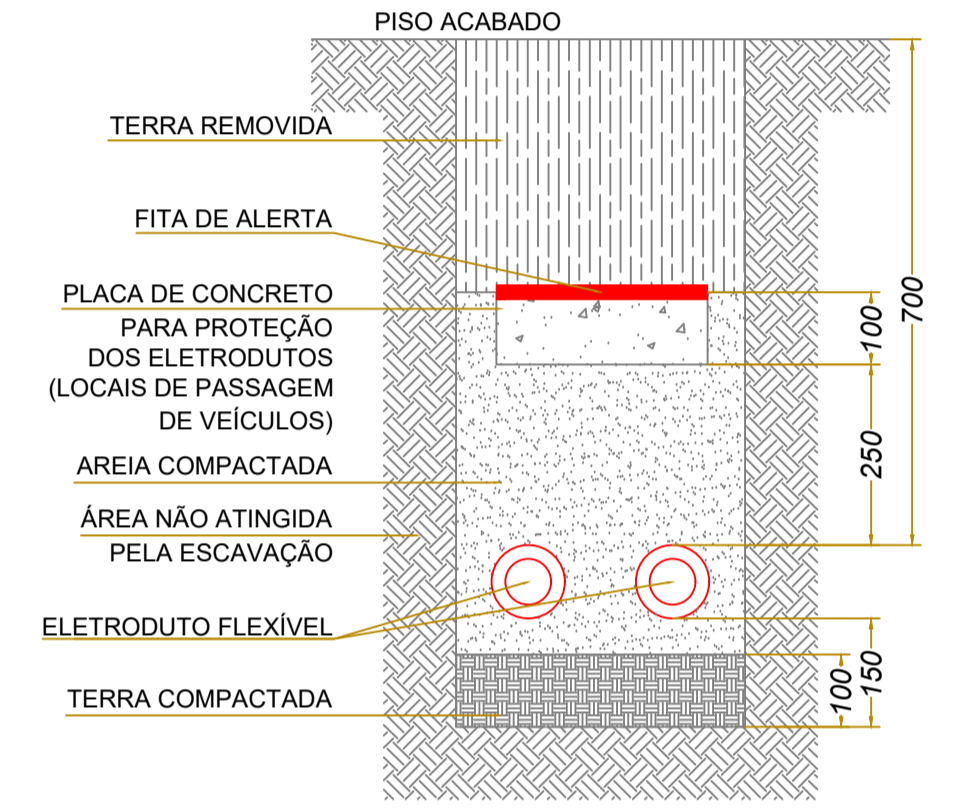 PISO ACABADO
TERRA REMOVIDA
FITA DE ALERTA
PLACA DE CONCRETO
PARA PROTEÇÃO
DOS ELETRODUTOS
(LOCAIS DE PASSAGEM
DE VEÍCULOS)
AREIA COMPACTADA
ÁREA NÃO ATINGIDA
PELA ESCAVAÇÃO
ELETRODUTO FLEXÍVEL
TERRA COMPACTADA
700
100
250
150
100